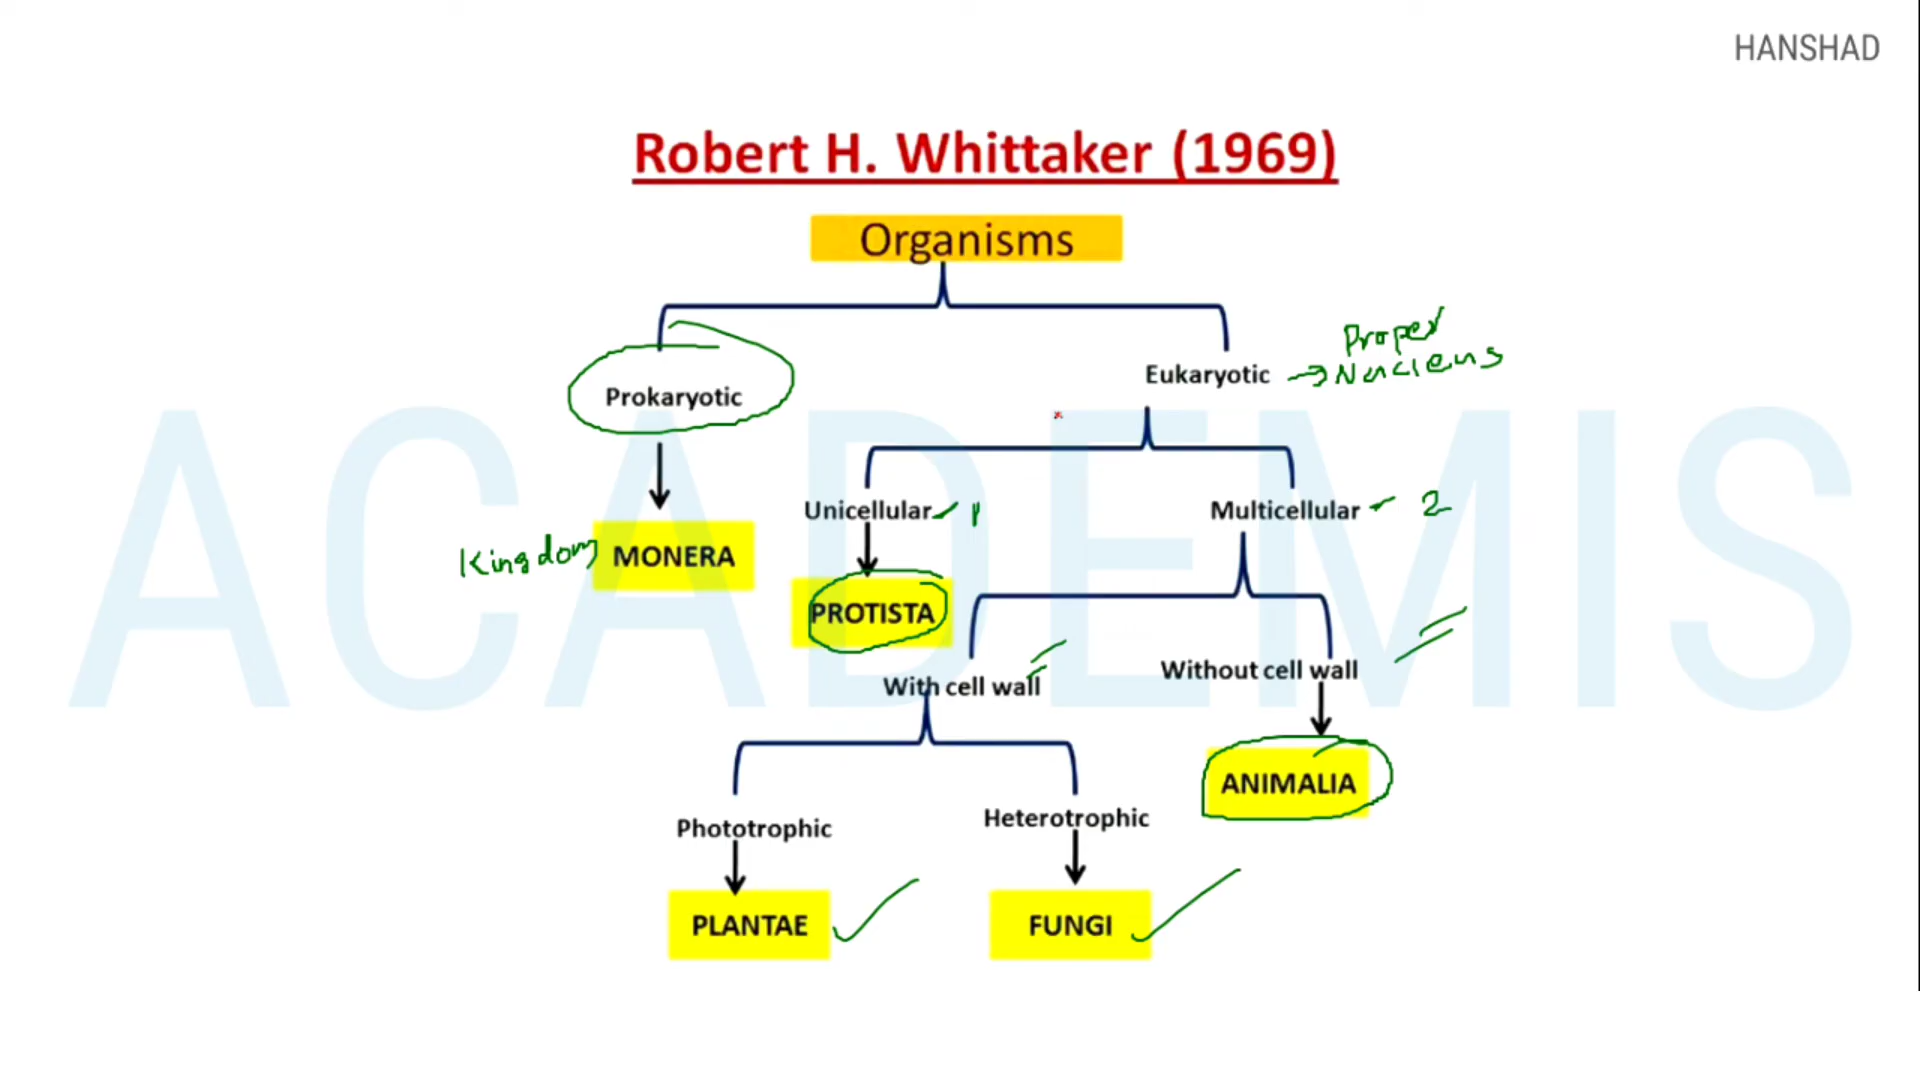 HANSHAD
Robert H. Whittaker (1969)
Organisms
Proper
Nucleus
Eukaryotic
Prokaryotic
Unicellular 1
Multicellular 2
Kingdom MONERA
PROTISTA
With cell wall
Without cell wall
ANIMALIA
Phototrophic
Heterotrophic
PLANTAE
FUNGI
ACADEMIS